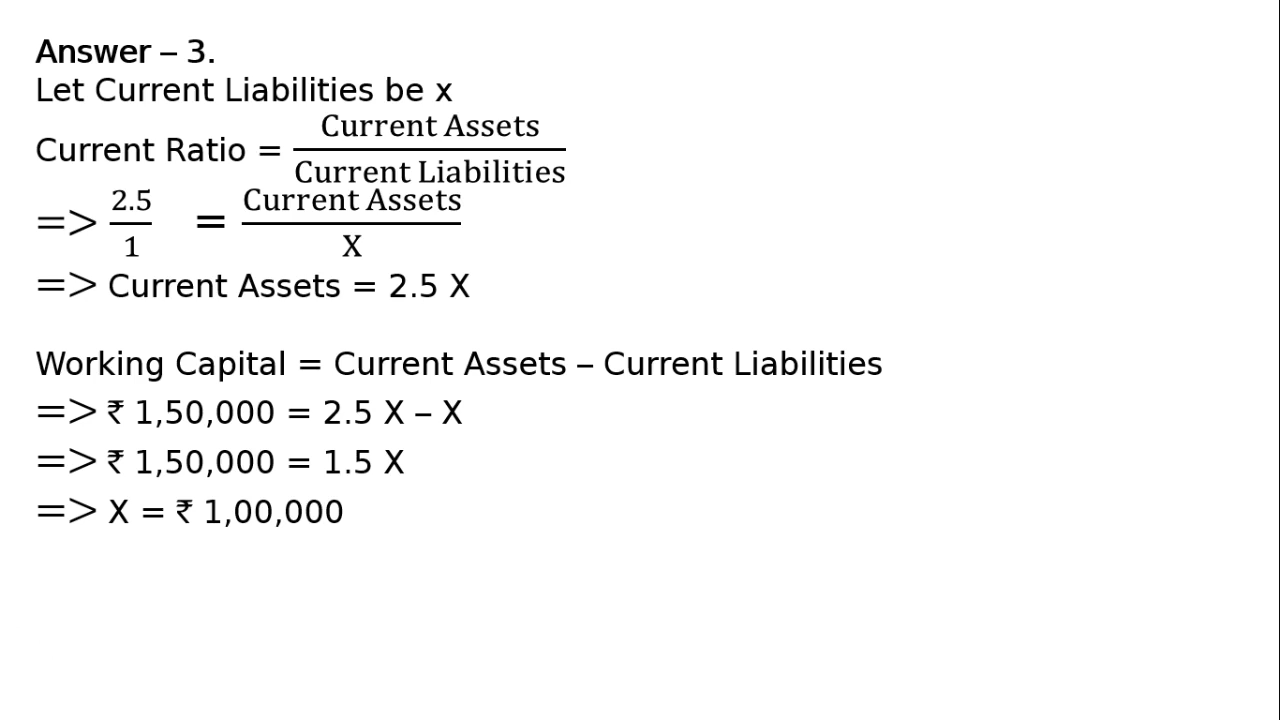 Answer – 3.
Let Current Liabilities be x
Current Ratio = Current Assets / Current Liabilities
=> 2.5 / 1 = Current Assets / X
=> Current Assets = 2.5 X
Working Capital = Current Assets – Current Liabilities
=> ₹ 1,50,000 = 2.5 X – X
=> ₹ 1,50,000 = 1.5 X
=> X = ₹ 1,00,000